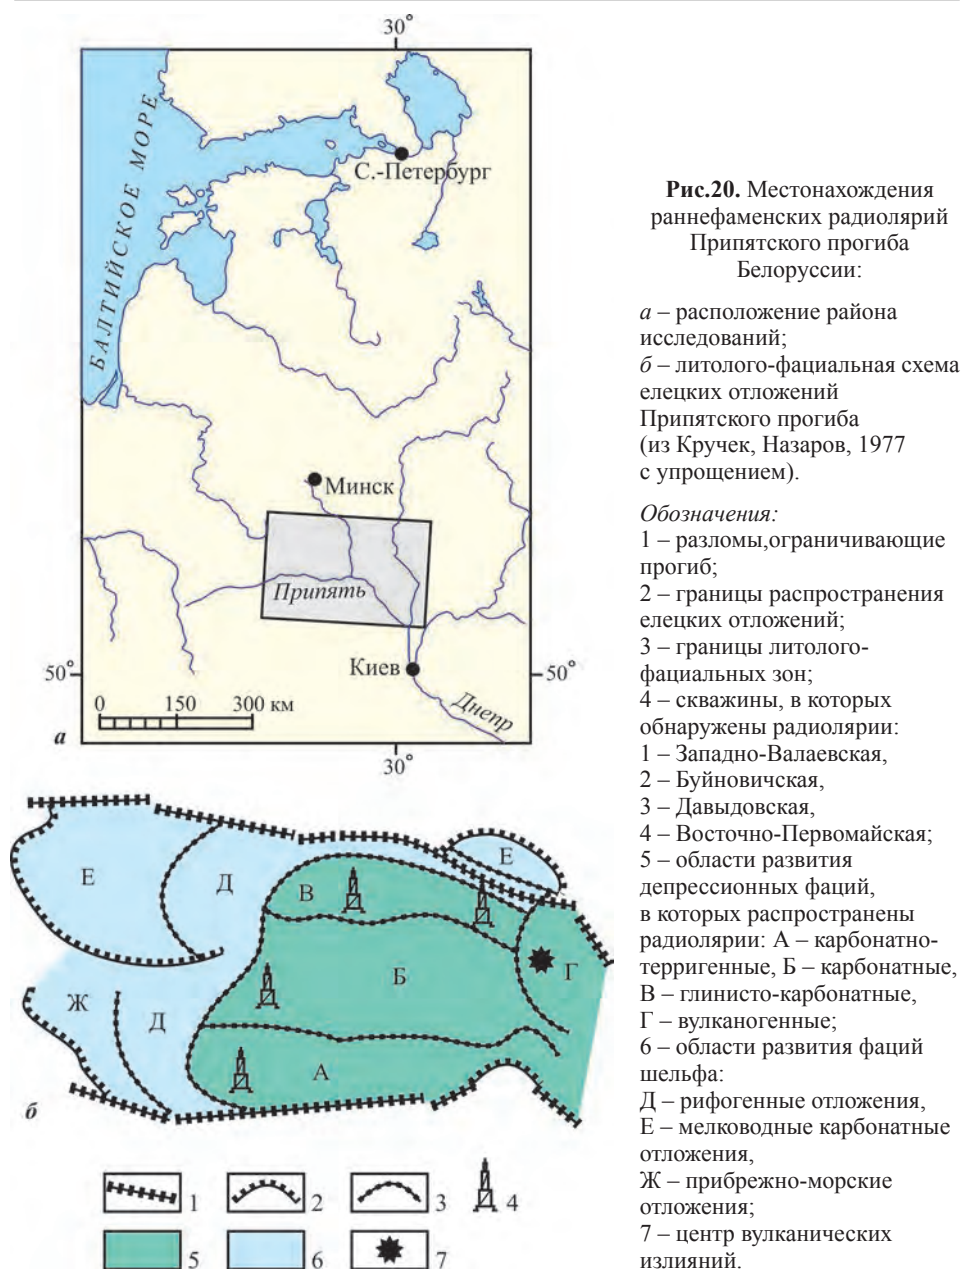 30°
БАЛТИЙСКОЕ МОРЕ
С.-Петербург
Минск
Припять
Киев
50°
50°
0 150 300 км
Днепр
а
30°
Е
Д
В
Е
Г
Б
Ж
Д
А
б
1
2
3
4
5
6
7
Рис.20. Местонахождения
раннефаменских радиолярий
Припятского прогиба
Белоруссии:
а – расположение района
исследований;
б – литолого-фациальная схема
елецких отложений
Припятского прогиба
(из Кручек, Назаров, 1977
с упрощением).
Обозначения:
1 – разломы,ограничивающие
прогиб;
2 – границы распространения
елецких отложений;
3 – границы литолого-
фациальных зон;
4 – скважины, в которых
обнаружены радиолярии:
1 – Западно-Валаевская,
2 – Буйновичская,
3 – Давыдовская,
4 – Восточно-Первомайская;
5 – области развития
депрессионных фаций,
в которых распространены
радиолярии: А – карбонатно-
терригенные, Б – карбонатные,
В – глинисто-карбонатные,
Г – вулканогенные;
6 – области развития фаций
шельфа:
Д – рифогенные отложения,
Е – мелководные карбонатные
отложения,
Ж – прибрежно-морские
отложения;
7 – центр вулканических
излияний.